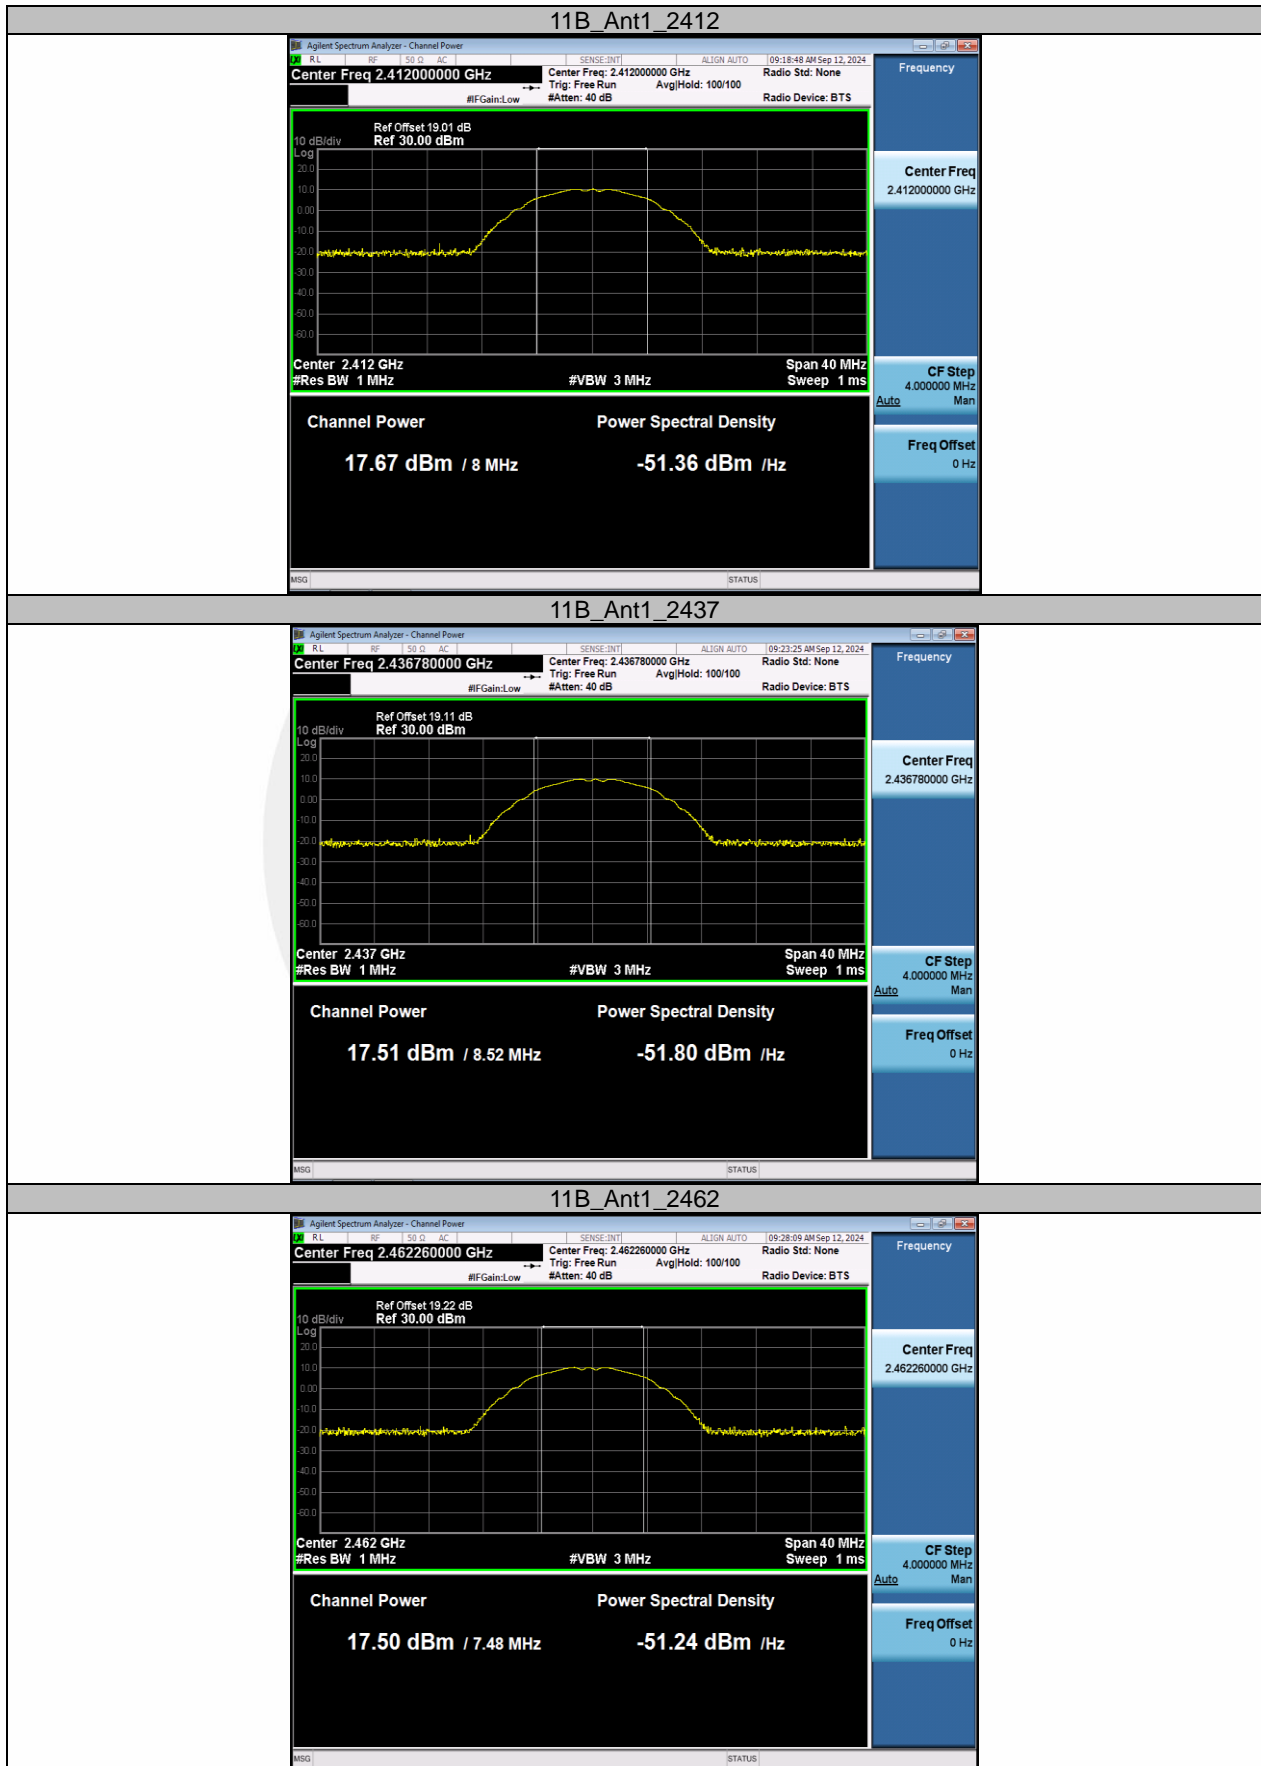 11B_Ant1_2412
Agilent Spectrum Analyzer - Channel Power
LXI RL RF 50 Ω AC SENSE:INT ALIGN AUTO 09:18:48 AM Sep 12, 2024
Center Freq 2.412000000 GHz
Center Freq: 2.412000000 GHz Radio Std: None
Trig: Free Run Avg|Hold: 100/100
#IFGain:Low #Atten: 40 dB Radio Device: BTS
Frequency
Ref Offset 19.01 dB
10 dB/div Ref 30.00 dBm
Log
20.0
10.0
0.00
-10.0
-20.0
-30.0
-40.0
-50.0
-60.0
Center Freq
2.412000000 GHz
Center 2.412 GHz Span 40 MHz
#Res BW 1 MHz #VBW 3 MHz Sweep 1 ms
CF Step
4.000000 MHz
Auto Man
Channel Power Power Spectral Density
17.67 dBm / 8 MHz -51.36 dBm /Hz
Freq Offset
0 Hz
MSG STATUS
11B_Ant1_2437
Agilent Spectrum Analyzer - Channel Power
LXI RL RF 50 Ω AC SENSE:INT ALIGN AUTO 09:23:25 AM Sep 12, 2024
Center Freq 2.436780000 GHz
Center Freq: 2.436780000 GHz Radio Std: None
Trig: Free Run Avg|Hold: 100/100
#IFGain:Low #Atten: 40 dB Radio Device: BTS
Frequency
Ref Offset 19.11 dB
10 dB/div Ref 30.00 dBm
Log
20.0
10.0
0.00
-10.0
-20.0
-30.0
-40.0
-50.0
-60.0
Center Freq
2.436780000 GHz
Center 2.437 GHz Span 40 MHz
#Res BW 1 MHz #VBW 3 MHz Sweep 1 ms
CF Step
4.000000 MHz
Auto Man
Channel Power Power Spectral Density
17.51 dBm / 8.52 MHz -51.80 dBm /Hz
Freq Offset
0 Hz
MSG STATUS
11B_Ant1_2462
Agilent Spectrum Analyzer - Channel Power
LXI RL RF 50 Ω AC SENSE:INT ALIGN AUTO 09:28:09 AM Sep 12, 2024
Center Freq 2.462260000 GHz
Center Freq: 2.462260000 GHz Radio Std: None
Trig: Free Run Avg|Hold: 100/100
#IFGain:Low #Atten: 40 dB Radio Device: BTS
Frequency
Ref Offset 19.22 dB
10 dB/div Ref 30.00 dBm
Log
20.0
10.0
0.00
-10.0
-20.0
-30.0
-40.0
-50.0
-60.0
Center Freq
2.462260000 GHz
Center 2.462 GHz Span 40 MHz
#Res BW 1 MHz #VBW 3 MHz Sweep 1 ms
CF Step
4.000000 MHz
Auto Man
Channel Power Power Spectral Density
17.50 dBm / 7.48 MHz -51.24 dBm /Hz
Freq Offset
0 Hz
MSG STATUS